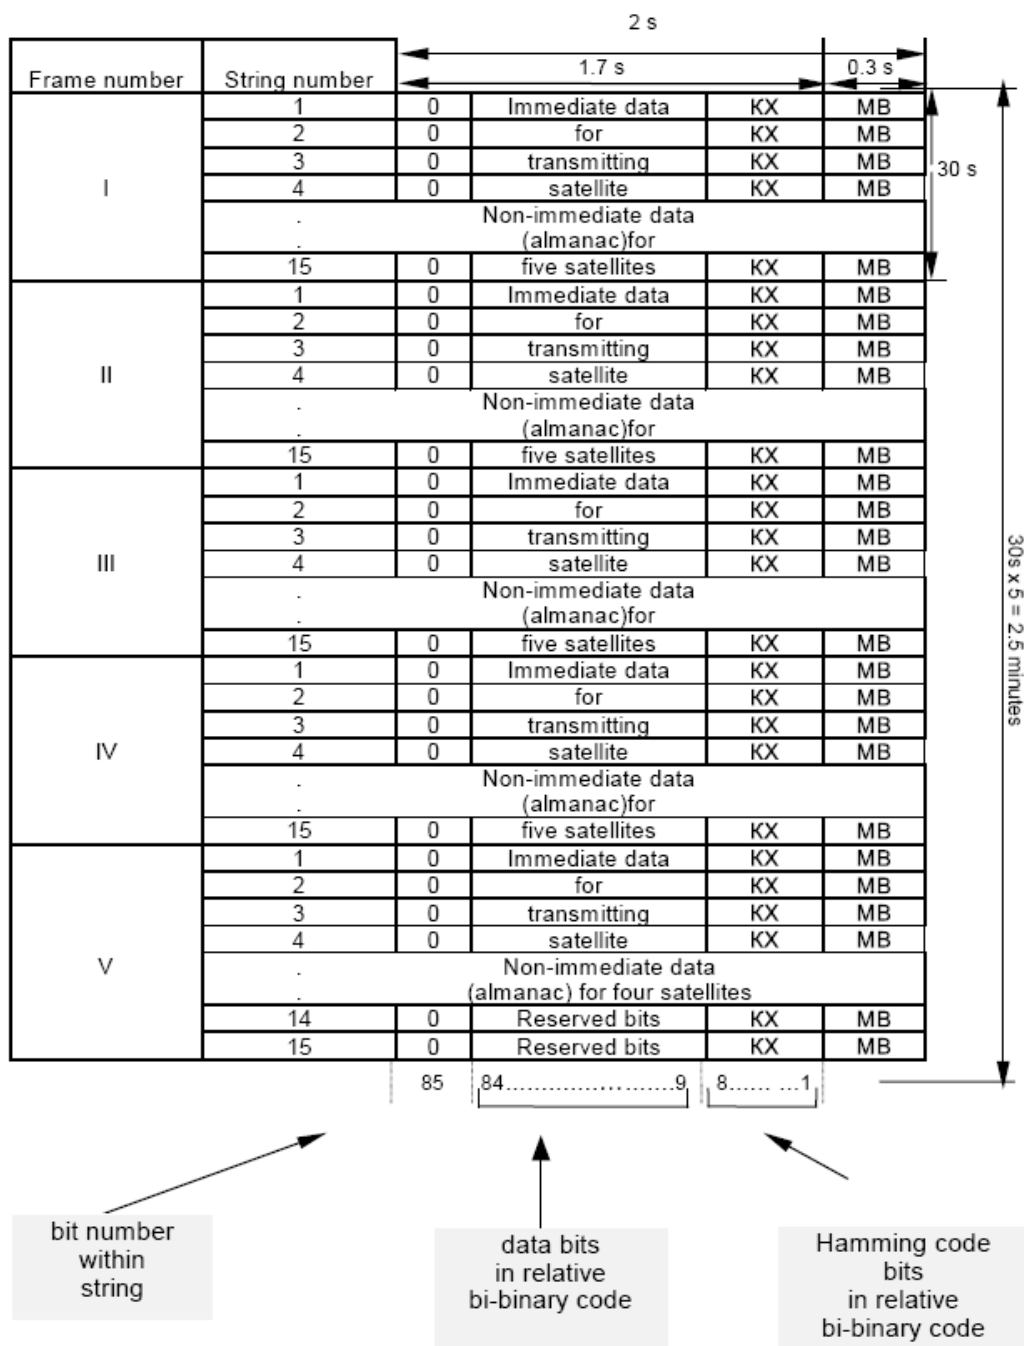 2 s
1.7 s 0.3 s
Frame number String number
1 0 Immediate data KX MB
2 0 for KX MB
3 0 transmitting KX MB
30 s
I 4 0 satellite KX MB
. Non-immediate data
. (almanac)for
15 0 five satellites KX MB
1 0 Immediate data KX MB
2 0 for KX MB
3 0 transmitting KX MB
II 4 0 satellite KX MB
. Non-immediate data
. (almanac)for
15 0 five satellites KX MB
1 0 Immediate data KX MB
2 0 for KX MB
3 0 transmitting KX MB
III 4 0 satellite KX MB
. Non-immediate data
. (almanac)for
15 0 five satellites KX MB
30s x 5 = 2.5 minutes
1 0 Immediate data KX MB
2 0 for KX MB
3 0 transmitting KX MB
IV 4 0 satellite KX MB
. Non-immediate data
. (almanac)for
15 0 five satellites KX MB
1 0 Immediate data KX MB
2 0 for KX MB
3 0 transmitting KX MB
4 0 satellite KX MB
V . Non-immediate data
. (almanac) for four satellites
14 0 Reserved bits KX MB
15 0 Reserved bits KX MB
85 84.......................9 8...... ...1
bit number
within
string
data bits
in relative
bi-binary code
Hamming code
bits
in relative
bi-binary code